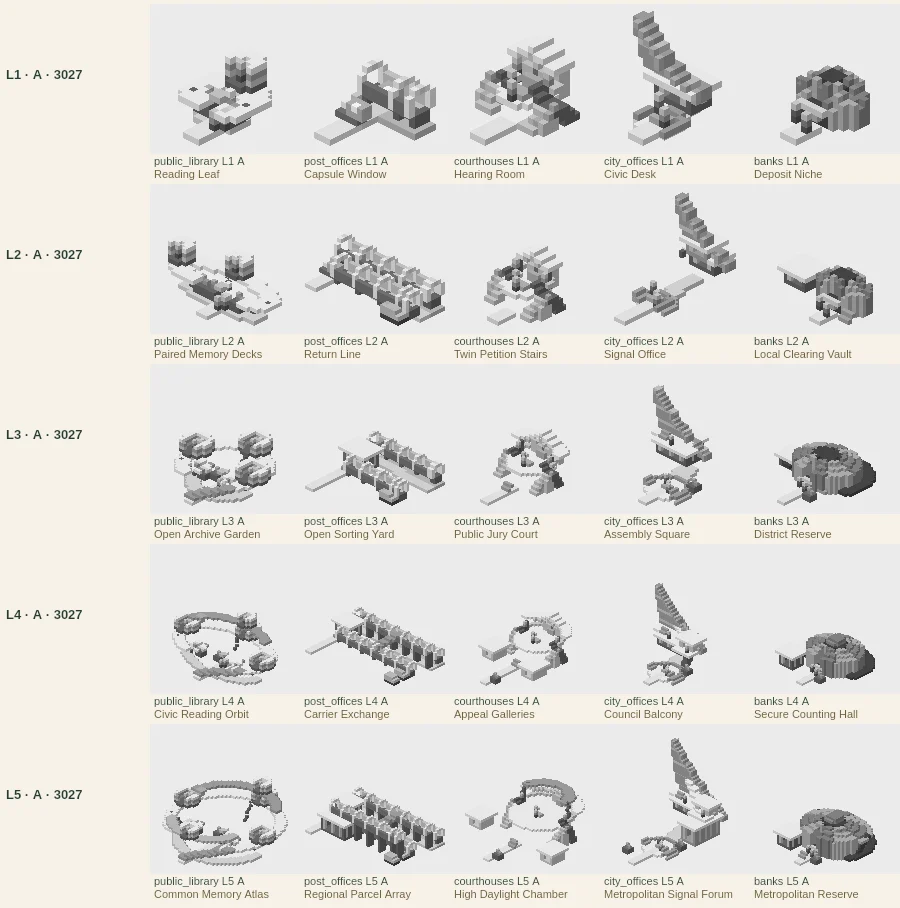 L1 · A · 3027
public_library L1 A
Reading Leaf
post_offices L1 A
Capsule Window
courthouses L1 A
Hearing Room
city_offices L1 A
Civic Desk
banks L1 A
Deposit Niche
L2 · A · 3027
public_library L2 A
Paired Memory Decks
post_offices L2 A
Return Line
courthouses L2 A
Twin Petition Stairs
city_offices L2 A
Signal Office
banks L2 A
Local Clearing Vault
L3 · A · 3027
public_library L3 A
Open Archive Garden
post_offices L3 A
Open Sorting Yard
courthouses L3 A
Public Jury Court
city_offices L3 A
Assembly Square
banks L3 A
District Reserve
L4 · A · 3027
public_library L4 A
Civic Reading Orbit
post_offices L4 A
Carrier Exchange
courthouses L4 A
Appeal Galleries
city_offices L4 A
Council Balcony
banks L4 A
Secure Counting Hall
L5 · A · 3027
public_library L5 A
Common Memory Atlas
post_offices L5 A
Regional Parcel Array
courthouses L5 A
High Daylight Chamber
city_offices L5 A
Metropolitan Signal Forum
banks L5 A
Metropolitan Reserve